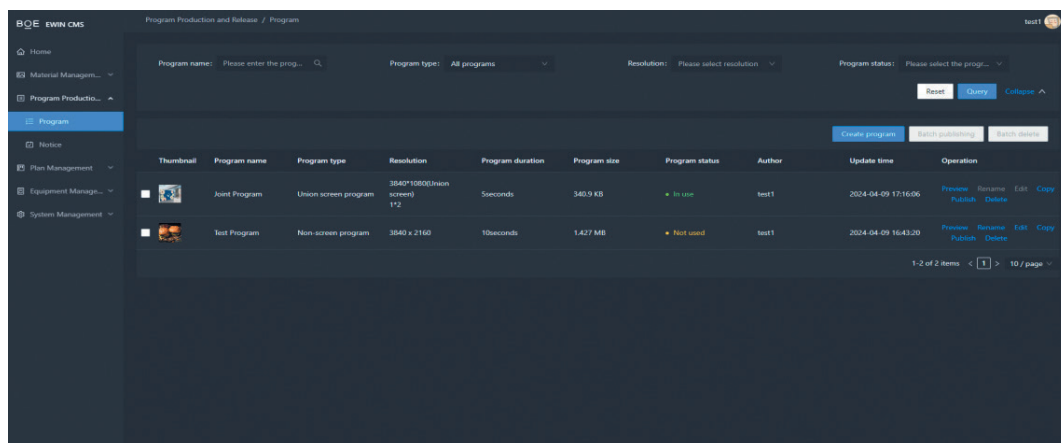 BOE EWIN CMS
Program Production and Release / Program
test1
Home
Material Managem...
Program Productio...
Program
Notice
Plan Management
Equipment Manage...
System Management
Program name: Please enter the prog...
Program type: All programs
Resolution: Please select resolution
Program status: Please select the progr...
Reset Query Collapse
Create program Batch publishing Batch delete
Thumbnail Program name Program type Resolution Program duration Program size Program status Author Update time Operation
Joint Program Union screen program 3840*1080(Union screen) 1*2 5seconds 340.9 KB In use test1 2024-04-09 17:16:06 Preview Rename Edit Copy Publish Delete
Test Program Non-screen program 3840 x 2160 10seconds 1.427 MB Not used test1 2024-04-09 16:43:20 Preview Rename Edit Copy Publish Delete
1-2 of 2 items < 1 > 10 / page